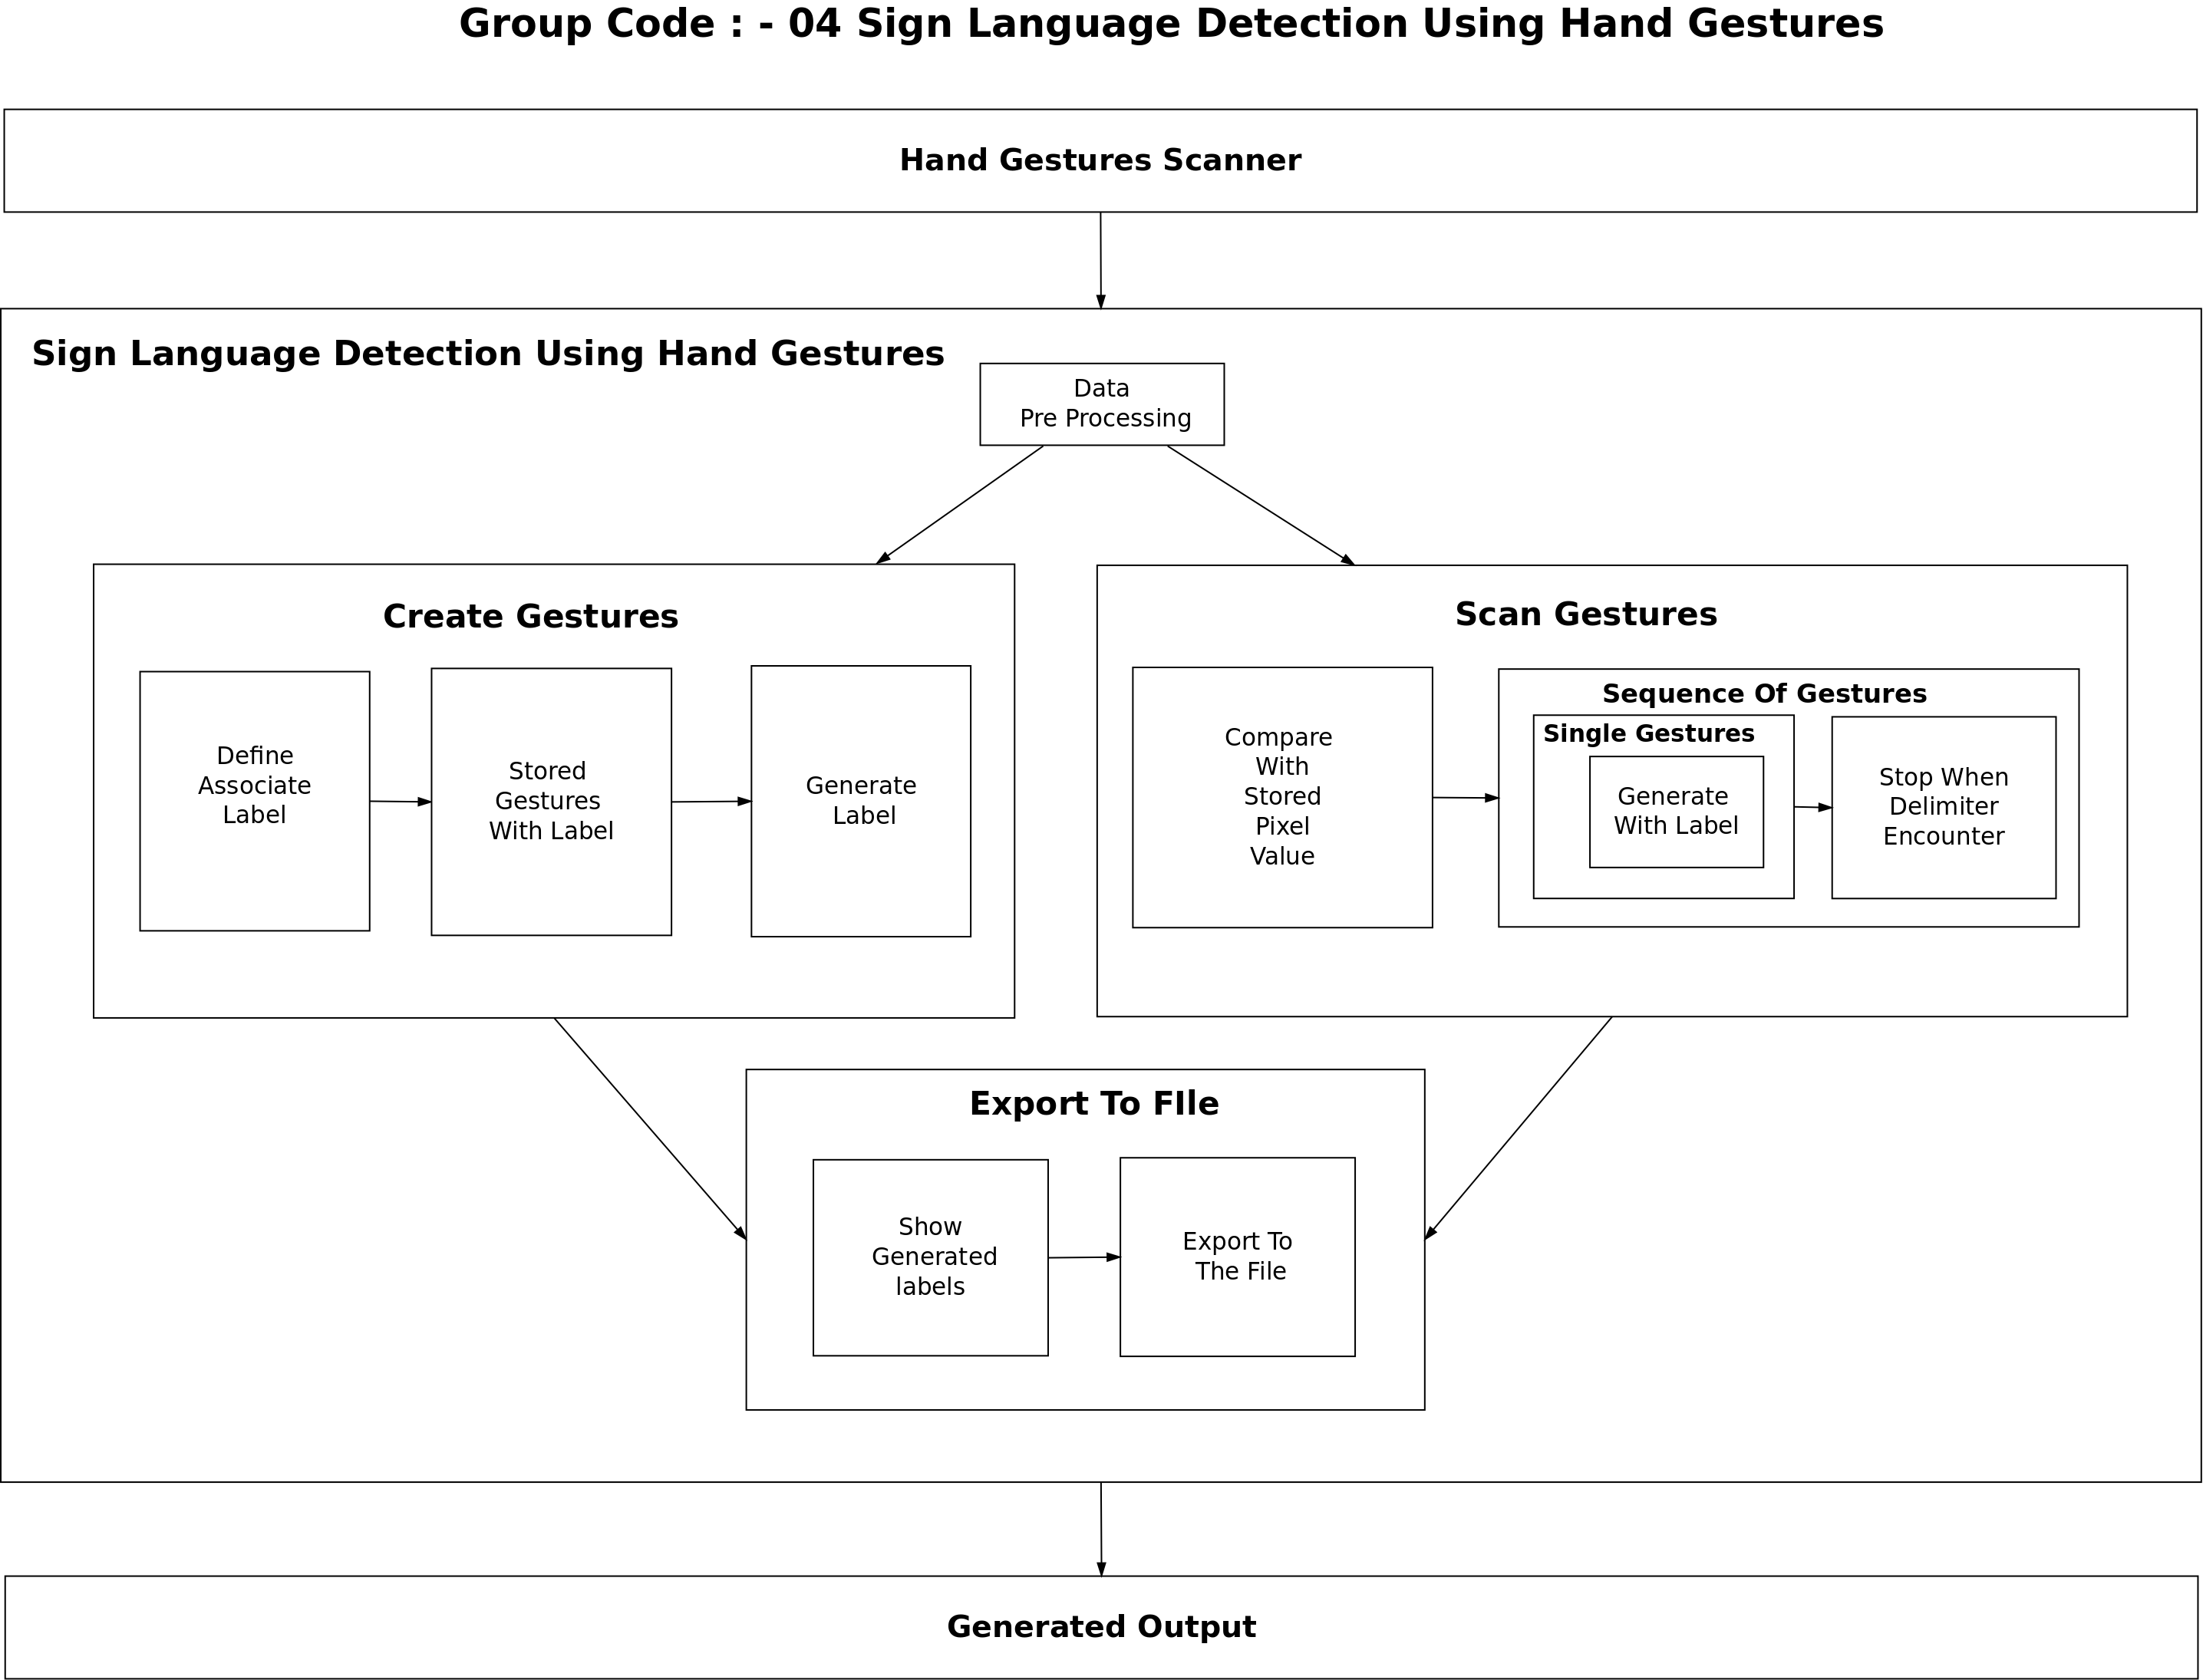 Group Code : - 04 Sign Language Detection Using Hand Gestures
Hand Gestures Scanner
Sign Language Detection Using Hand Gestures
Data
Pre Processing
Create Gestures
Define
Associate
Label
Stored
Gestures
With Label
Generate
Label
Scan Gestures
Compare
With
Stored
Pixel
Value
Sequence Of Gestures
Single Gestures
Generate
With Label
Stop When
Delimiter
Encounter
Export To FIle
Show
Generated
labels
Export To
The File
Generated Output